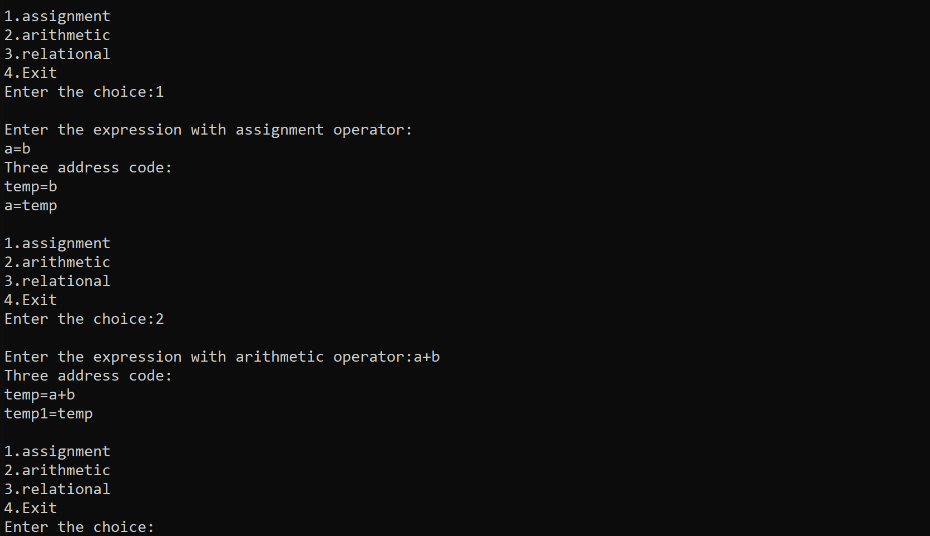 1.assignment
2.arithmetic
3.relational
4.Exit
Enter the choice:1
Enter the expression with assignment operator:
a=b
Three address code:
temp=b
a=temp
1.assignment
2.arithmetic
3.relational
4.Exit
Enter the choice:2
Enter the expression with arithmetic operator:a+b
Three address code:
temp=a+b
temp1=temp
1.assignment
2.arithmetic
3.relational
4.Exit
Enter the choice: